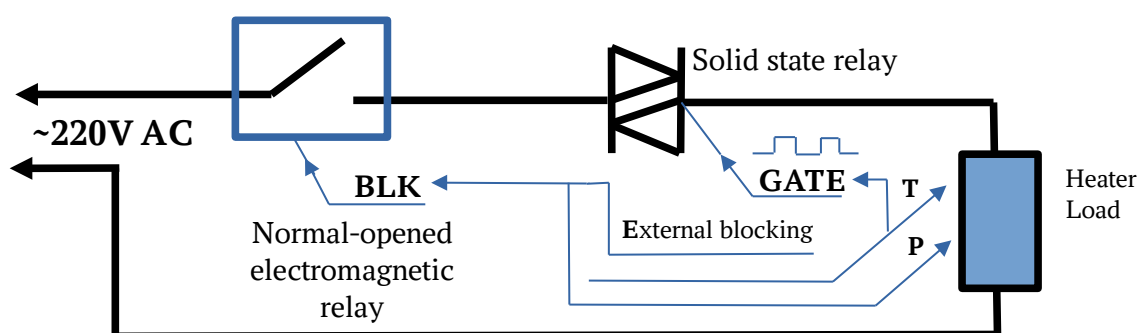 Solid state relay
~220V AC
GATE
BLK
T
Heater
Load
Normal-opened
electromagnetic
relay
External blocking
P